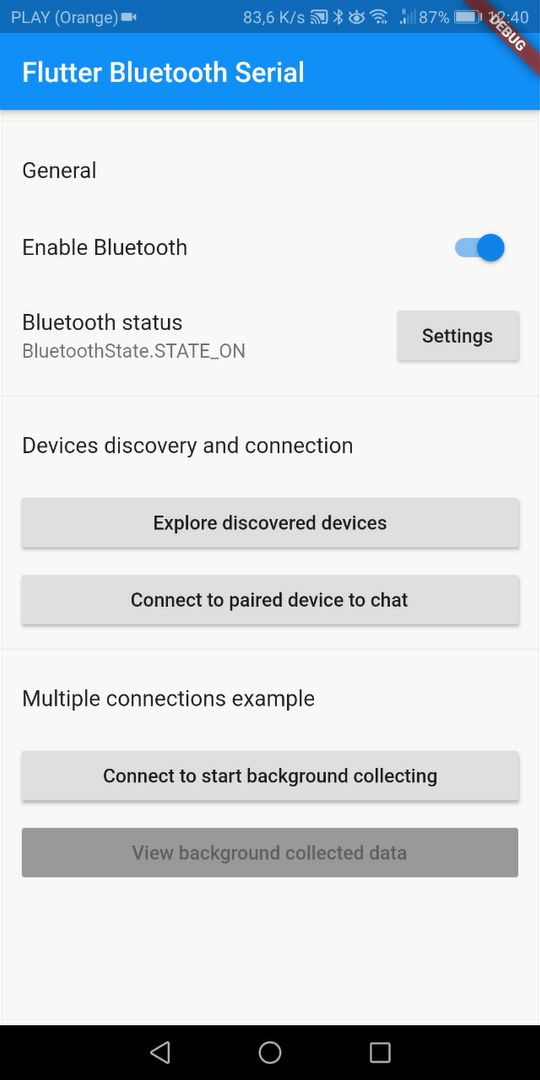 PLAY (Orange) 83,6 K/s 87% 12:40
DEBUG
Flutter Bluetooth Serial
General
Enable Bluetooth
Bluetooth status
BluetoothState.STATE_ON
Settings
Devices discovery and connection
Explore discovered devices
Connect to paired device to chat
Multiple connections example
Connect to start background collecting
View background collected data